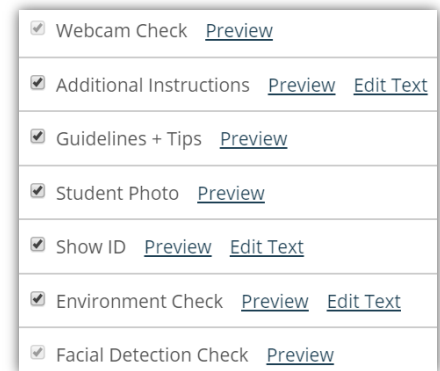 Webcam Check Preview
Additional Instructions Preview Edit Text
Guidelines + Tips Preview
Student Photo Preview
Show ID Preview Edit Text
Environment Check Preview Edit Text
Facial Detection Check Preview